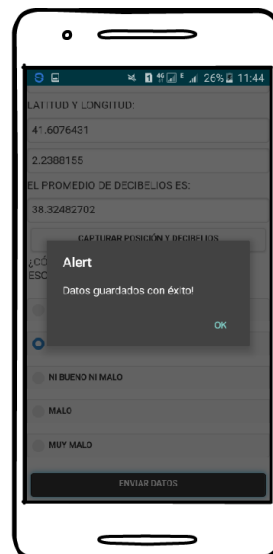 26% 11:44
LATITUD Y LONGITUD:
41.6076431
2.2388155
EL PROMEDIO DE DECIBELIOS ES:
38.32482702
CAPTURAR POSICIÓN Y DECIBELIOS
¿CÓ
ESC
Alert
Datos guardados con éxito!
OK
NI BUENO NI MALO
MALO
MUY MALO
ENVIAR DATOS